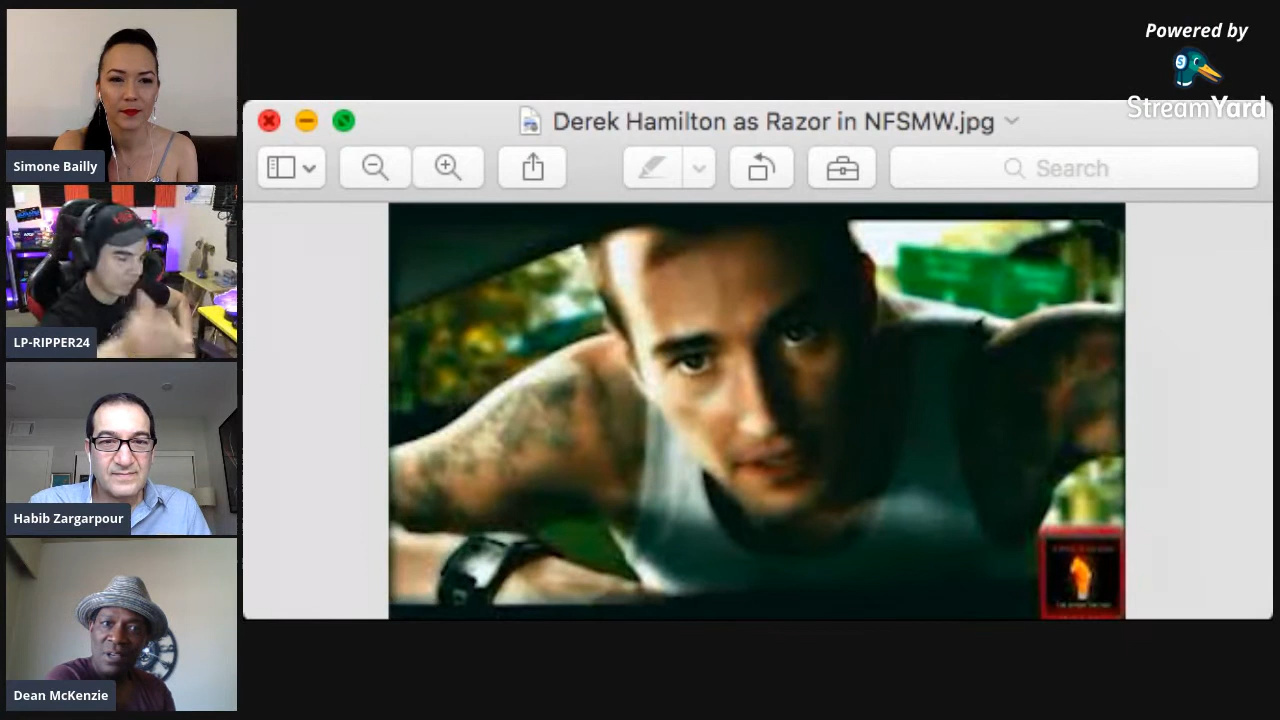 Powered by
StreamYard
Derek Hamilton as Razor in NFSMW.jpg
Search
Simone Bailly
LP-RIPPER24
Habib Zargarpour
Dean McKenzie